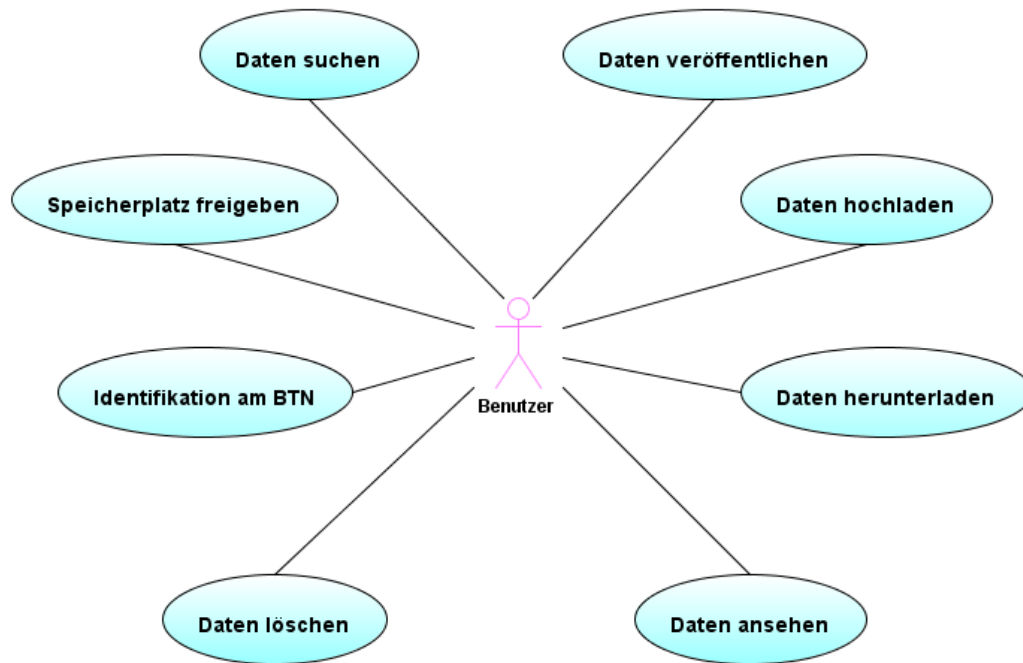 Daten suchen
Daten veröffentlichen
Speicherplatz freigeben
Daten hochladen
Identifikation am BTN
Benutzer
Daten herunterladen
Daten löschen
Daten ansehen